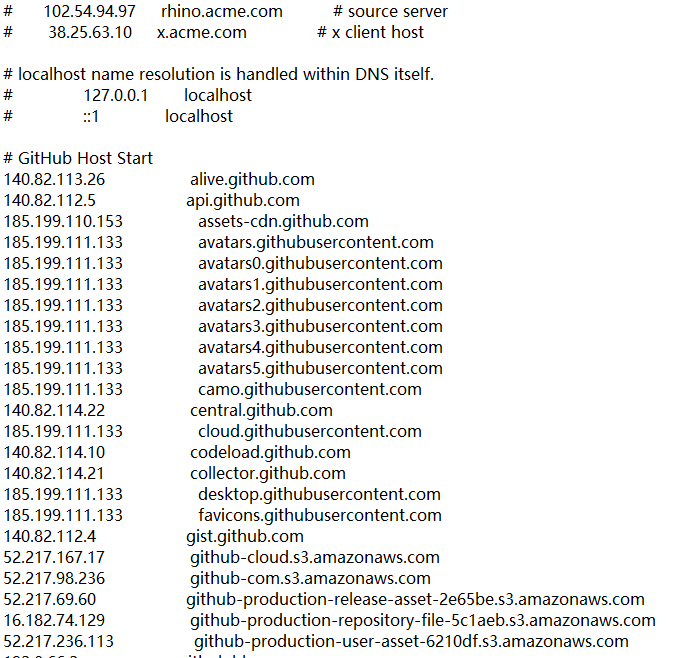 # 102.54.94.97 rhino.acme.com # source server
# 38.25.63.10 x.acme.com # x client host
# localhost name resolution is handled within DNS itself.
# 127.0.0.1 localhost
# ::1 localhost
# GitHub Host Start
140.82.113.26 alive.github.com
140.82.112.5 api.github.com
185.199.110.153 assets-cdn.github.com
185.199.111.133 avatars.githubusercontent.com
185.199.111.133 avatars0.githubusercontent.com
185.199.111.133 avatars1.githubusercontent.com
185.199.111.133 avatars2.githubusercontent.com
185.199.111.133 avatars3.githubusercontent.com
185.199.111.133 avatars4.githubusercontent.com
185.199.111.133 avatars5.githubusercontent.com
185.199.111.133 camo.githubusercontent.com
140.82.114.22 central.github.com
185.199.111.133 cloud.githubusercontent.com
140.82.114.10 codeload.github.com
140.82.114.21 collector.github.com
185.199.111.133 desktop.githubusercontent.com
185.199.111.133 favicons.githubusercontent.com
140.82.112.4 gist.github.com
52.217.167.17 github-cloud.s3.amazonaws.com
52.217.98.236 github-com.s3.amazonaws.com
52.217.69.60 github-production-release-asset-2e65be.s3.amazonaws.com
16.182.74.129 github-production-repository-file-5c1aeb.s3.amazonaws.com
52.217.236.113 github-production-user-asset-6210df.s3.amazonaws.com